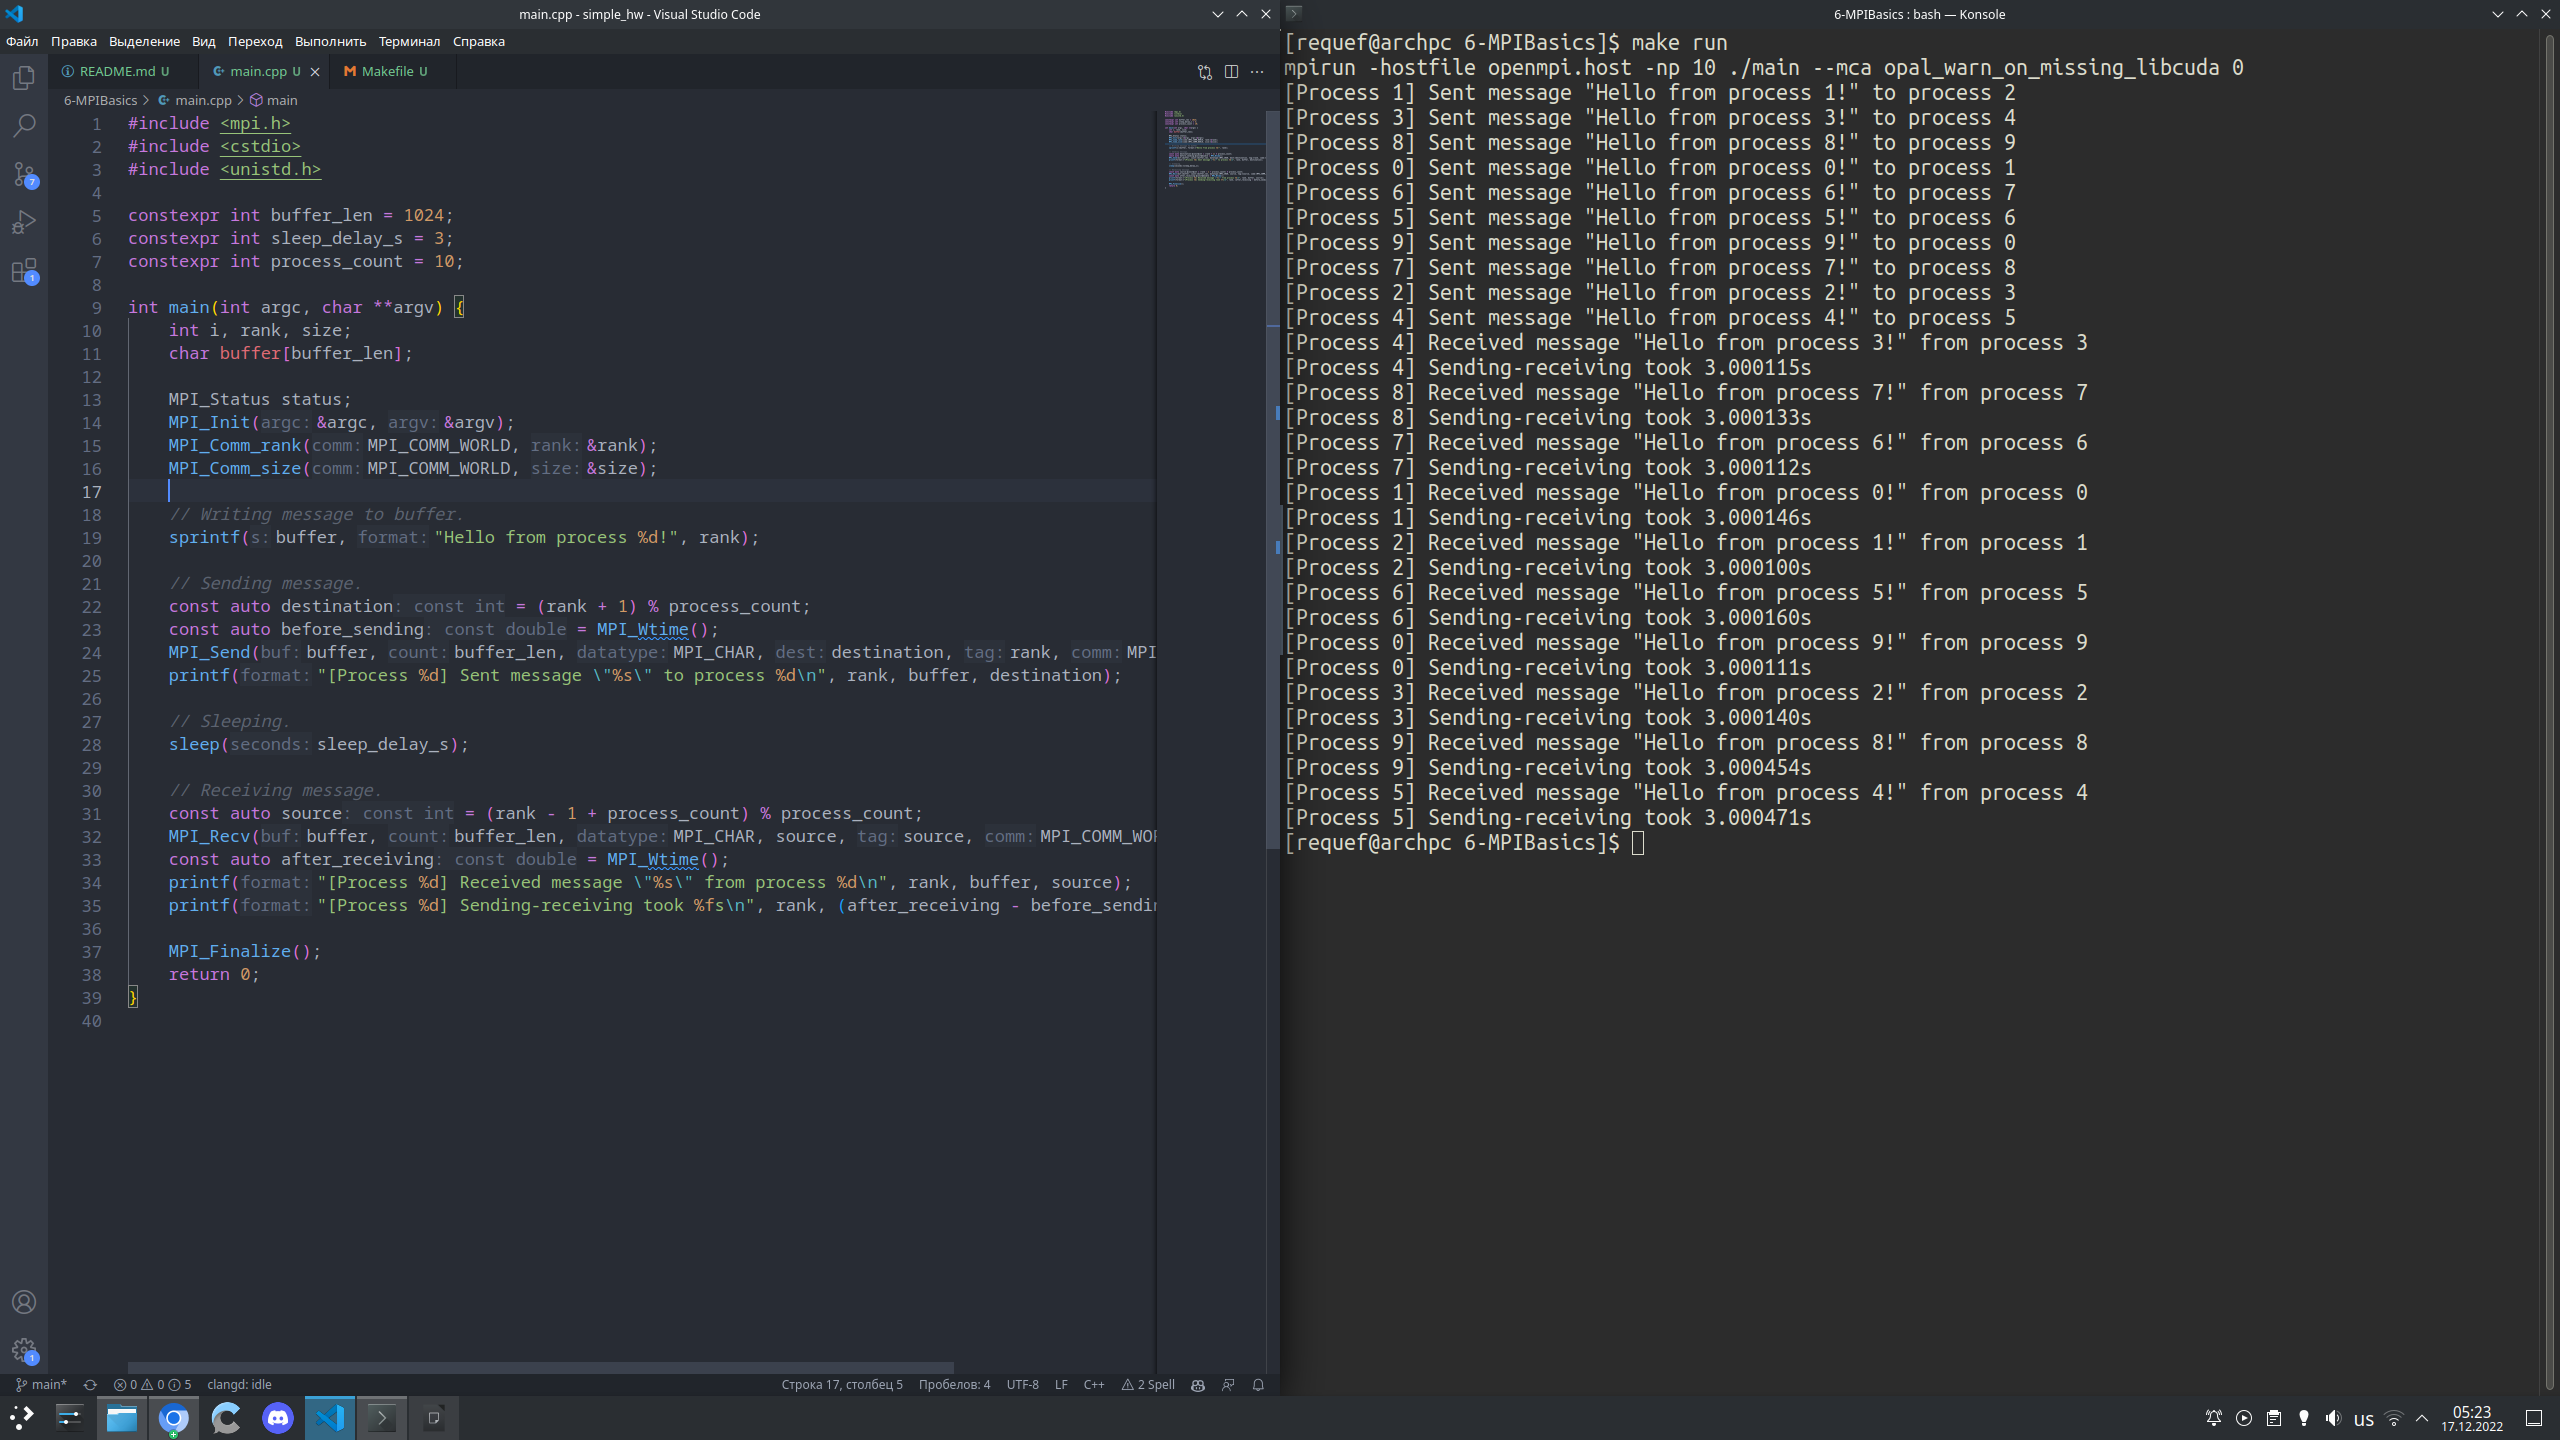 main.cpp - simple_hw - Visual Studio Code
Файл Правка Выделение Вид Переход Выполнить Терминал Справка
README.md U main.cpp U Makefile U
6-MPIBasics > main.cpp > main
1 #include <mpi.h>
2 #include <cstdio>
3 #include <unistd.h>
4
5 constexpr int buffer_len = 1024;
6 constexpr int sleep_delay_s = 3;
7 constexpr int process_count = 10;
8
9 int main(int argc, char **argv) {
10 int i, rank, size;
11 char buffer[buffer_len];
12
13 MPI_Status status;
14 MPI_Init(argc: &argc, argv: &argv);
15 MPI_Comm_rank(comm: MPI_COMM_WORLD, rank: &rank);
16 MPI_Comm_size(comm: MPI_COMM_WORLD, size: &size);
17
18 // Writing message to buffer.
19 sprintf(s: buffer, format: "Hello from process %d!", rank);
20
21 // Sending message.
22 const auto destination: const int = (rank + 1) % process_count;
23 const auto before_sending: const double = MPI_Wtime();
24 MPI_Send(buf: buffer, count: buffer_len, datatype: MPI_CHAR, dest: destination, tag: rank, comm: MPI
25 printf(format: "[Process %d] Sent message \"%s\" to process %d\n", rank, buffer, destination);
26
27 // Sleeping.
28 sleep(seconds: sleep_delay_s);
29
30 // Receiving message.
31 const auto source: const int = (rank - 1 + process_count) % process_count;
32 MPI_Recv(buf: buffer, count: buffer_len, datatype: MPI_CHAR, source, tag: source, comm: MPI_COMM_WOR
33 const auto after_receiving: const double = MPI_Wtime();
34 printf(format: "[Process %d] Received message \"%s\" from process %d\n", rank, buffer, source);
35 printf(format: "[Process %d] Sending-receiving took %fs\n", rank, (after_receiving - before_sendin
36
37 MPI_Finalize();
38 return 0;
39 }
40
main* 0 0 5 clangd: idle Строка 17, столбец 5 Пробелов: 4 UTF-8 LF C++ 2 Spell
6-MPIBasics : bash — Konsole
[requef@archpc 6-MPIBasics]$ make run
mpirun -hostfile openmpi.host -np 10 ./main --mca opal_warn_on_missing_libcuda 0
[Process 1] Sent message "Hello from process 1!" to process 2
[Process 3] Sent message "Hello from process 3!" to process 4
[Process 8] Sent message "Hello from process 8!" to process 9
[Process 0] Sent message "Hello from process 0!" to process 1
[Process 6] Sent message "Hello from process 6!" to process 7
[Process 5] Sent message "Hello from process 5!" to process 6
[Process 9] Sent message "Hello from process 9!" to process 0
[Process 7] Sent message "Hello from process 7!" to process 8
[Process 2] Sent message "Hello from process 2!" to process 3
[Process 4] Sent message "Hello from process 4!" to process 5
[Process 4] Received message "Hello from process 3!" from process 3
[Process 4] Sending-receiving took 3.000115s
[Process 8] Received message "Hello from process 7!" from process 7
[Process 8] Sending-receiving took 3.000133s
[Process 7] Received message "Hello from process 6!" from process 6
[Process 7] Sending-receiving took 3.000112s
[Process 1] Received message "Hello from process 0!" from process 0
[Process 1] Sending-receiving took 3.000146s
[Process 2] Received message "Hello from process 1!" from process 1
[Process 2] Sending-receiving took 3.000100s
[Process 6] Received message "Hello from process 5!" from process 5
[Process 6] Sending-receiving took 3.000160s
[Process 0] Received message "Hello from process 9!" from process 9
[Process 0] Sending-receiving took 3.000111s
[Process 3] Received message "Hello from process 2!" from process 2
[Process 3] Sending-receiving took 3.000140s
[Process 9] Received message "Hello from process 8!" from process 8
[Process 9] Sending-receiving took 3.000454s
[Process 5] Received message "Hello from process 4!" from process 4
[Process 5] Sending-receiving took 3.000471s
[requef@archpc 6-MPIBasics]$
7
1
1
us
05:23
17.12.2022